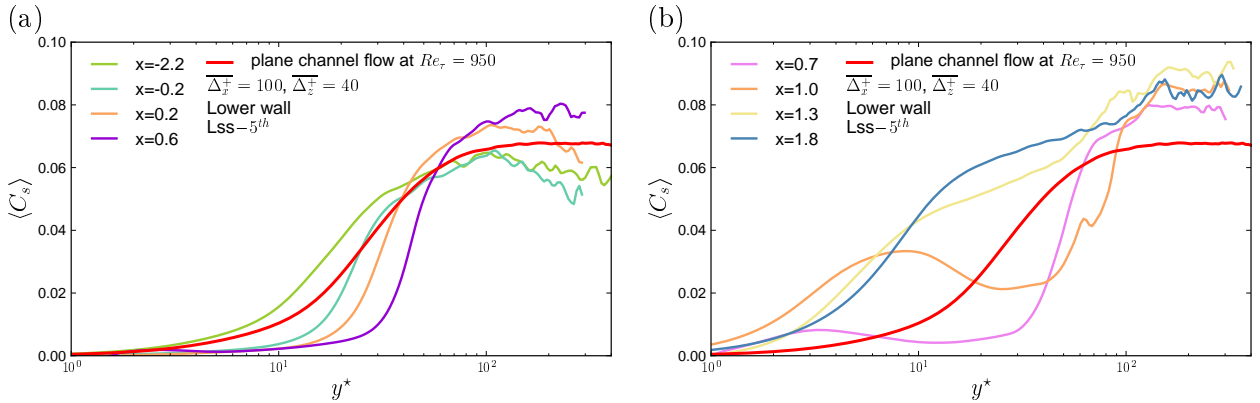 (a)
0.10
0.08
0.06
0.04
0.02
0.00
⟨C_s⟩
x=-2.2
x=-0.2
x=0.2
x=0.6
plane channel flow at Re_τ = 950
Δ_x^+ = 100, Δ_z^+ = 40
Lower wall
Lss−5^th
10^0
10^1
10^2
y^⋆
(b)
0.10
0.08
0.06
0.04
0.02
0.00
⟨C_s⟩
x=0.7
x=1.0
x=1.3
x=1.8
plane channel flow at Re_τ = 950
Δ_x^+ = 100, Δ_z^+ = 40
Lower wall
Lss−5^th
10^0
10^1
10^2
y^⋆